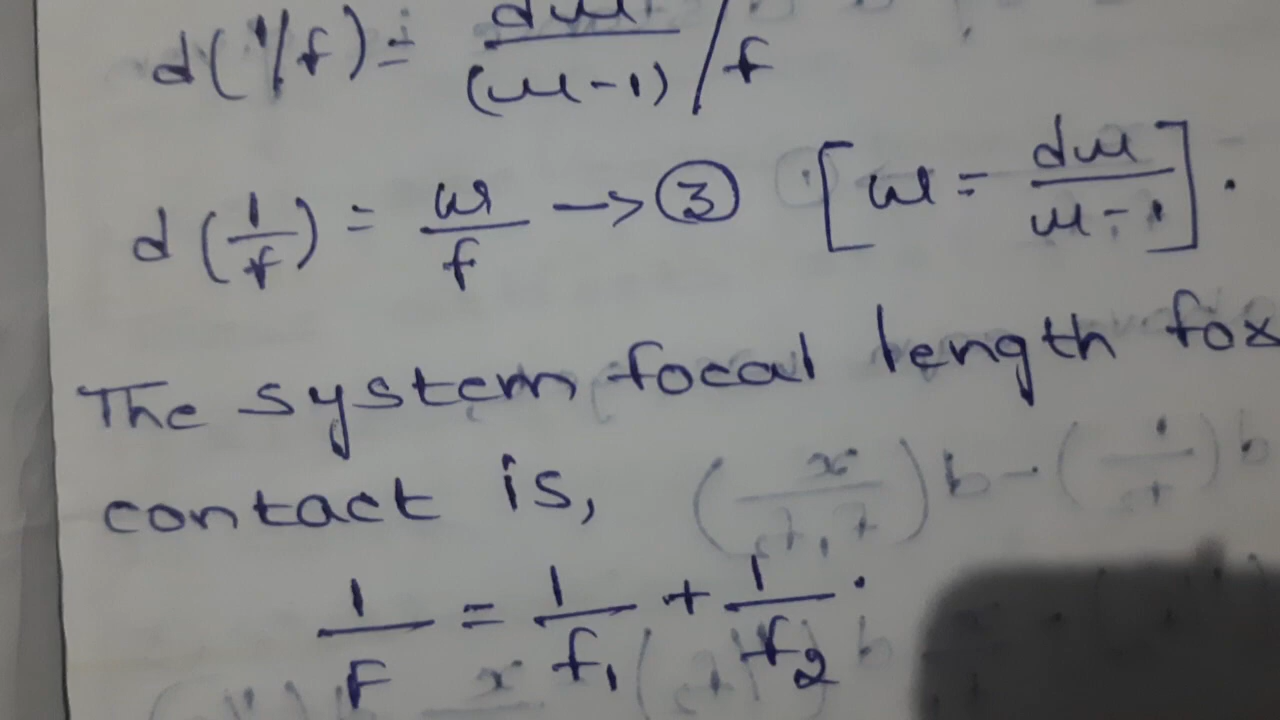 d(1/f) = dμ/(μ-1)/f
d(1/f) = ω/f → ③ [ω = dμ/μ-1].
The system focal length for
contact is,
1/F = 1/f₁ + 1/f₂.